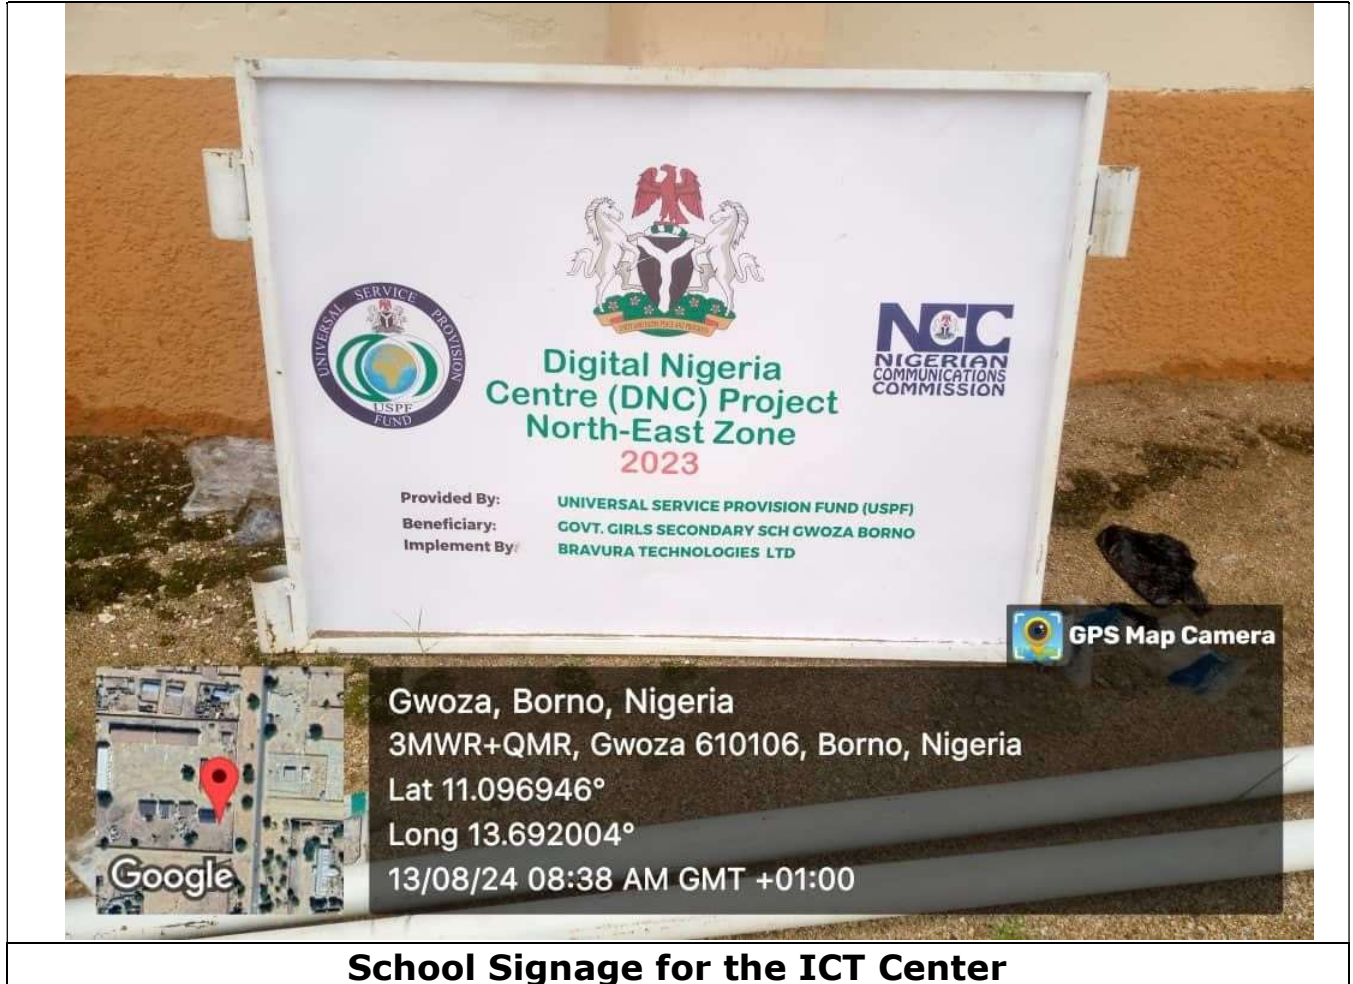 UNIVERSAL SERVICE PROVISION
USPF
FUND
Digital Nigeria
Centre (DNC) Project
North-East Zone
2023
NCC
NIGERIAN
COMMUNICATIONS
COMMISSION
Provided By: UNIVERSAL SERVICE PROVISION FUND (USPF)
Beneficiary: GOVT. GIRLS SECONDARY SCH GWOZA BORNO
Implement By: BRAVURA TECHNOLOGIES LTD
GPS Map Camera
Gwoza, Borno, Nigeria
3MWR+QMR, Gwoza 610106, Borno, Nigeria
Lat 11.096946°
Long 13.692004°
13/08/24 08:38 AM GMT +01:00
Google
School Signage for the ICT Center